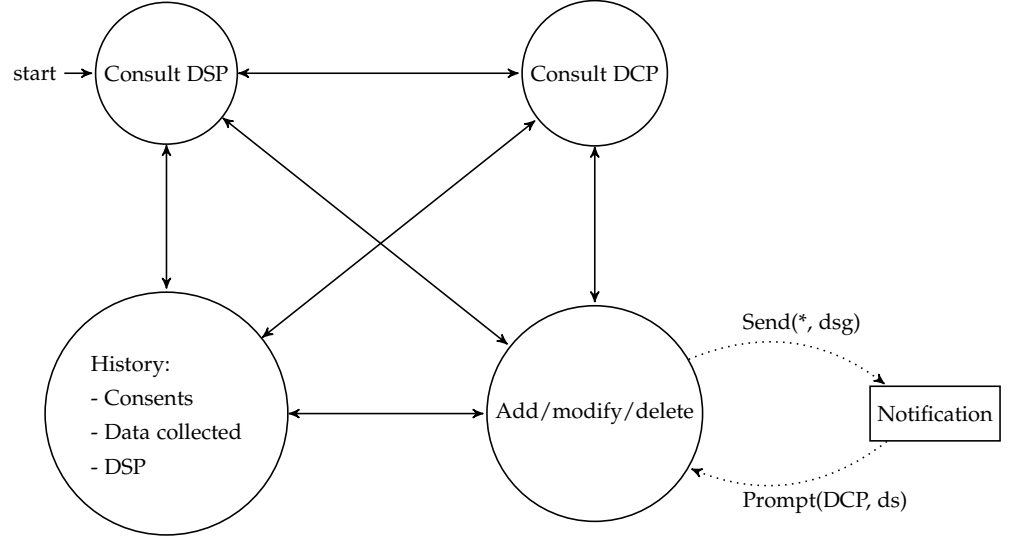 start
Consult DSP
Consult DCP
History:
- Consents
- Data collected
- DSP
Add/modify/delete
Send(*, dsg)
Notification
Prompt(DCP, ds)